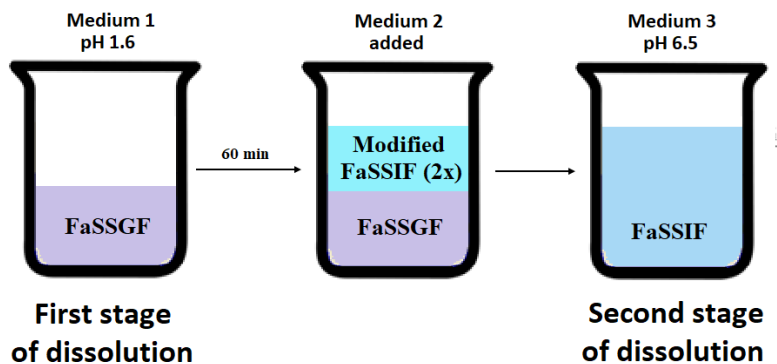 Medium 1
pH 1.6
Medium 2
added
Medium 3
pH 6.5
FaSSGF
60 min
Modified
FaSSIF (2x)
FaSSGF
FaSSIF
First stage
of dissolution
Second stage
of dissolution